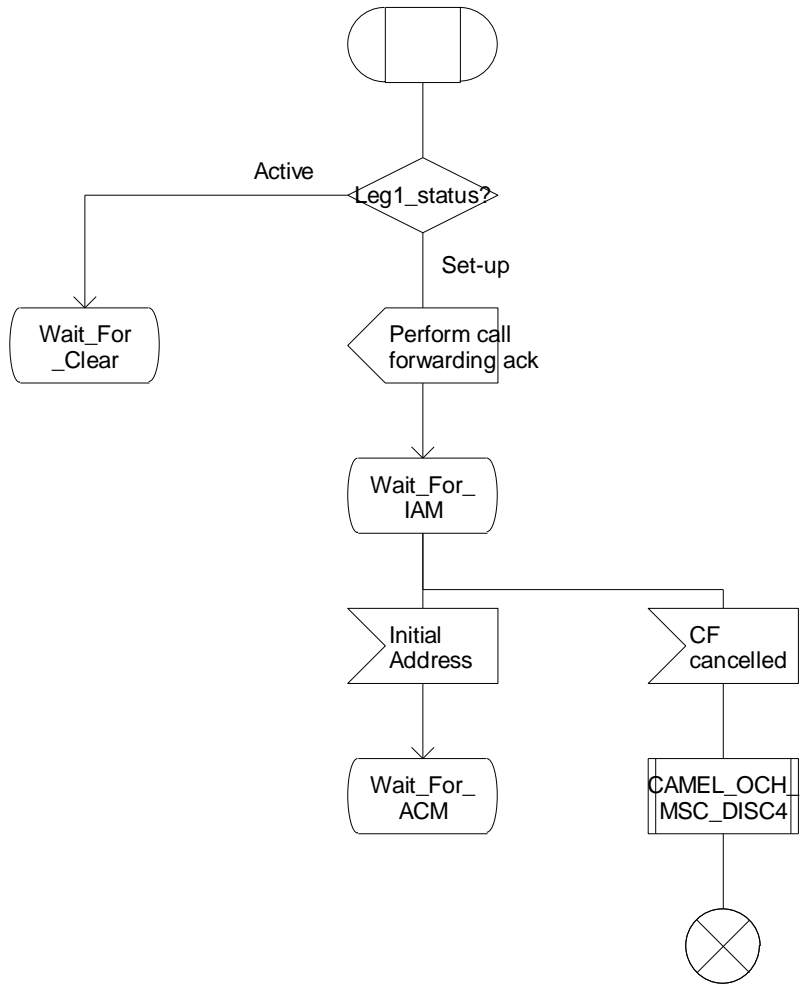 Leg1_status?
Active
Set-up
Wait_For
_Clear
Perform call
forwarding ack
Wait_For_
IAM
Initial
Address
CF
cancelled
Wait_For_
ACM
CAMEL_OCH_
MSC_DISC4